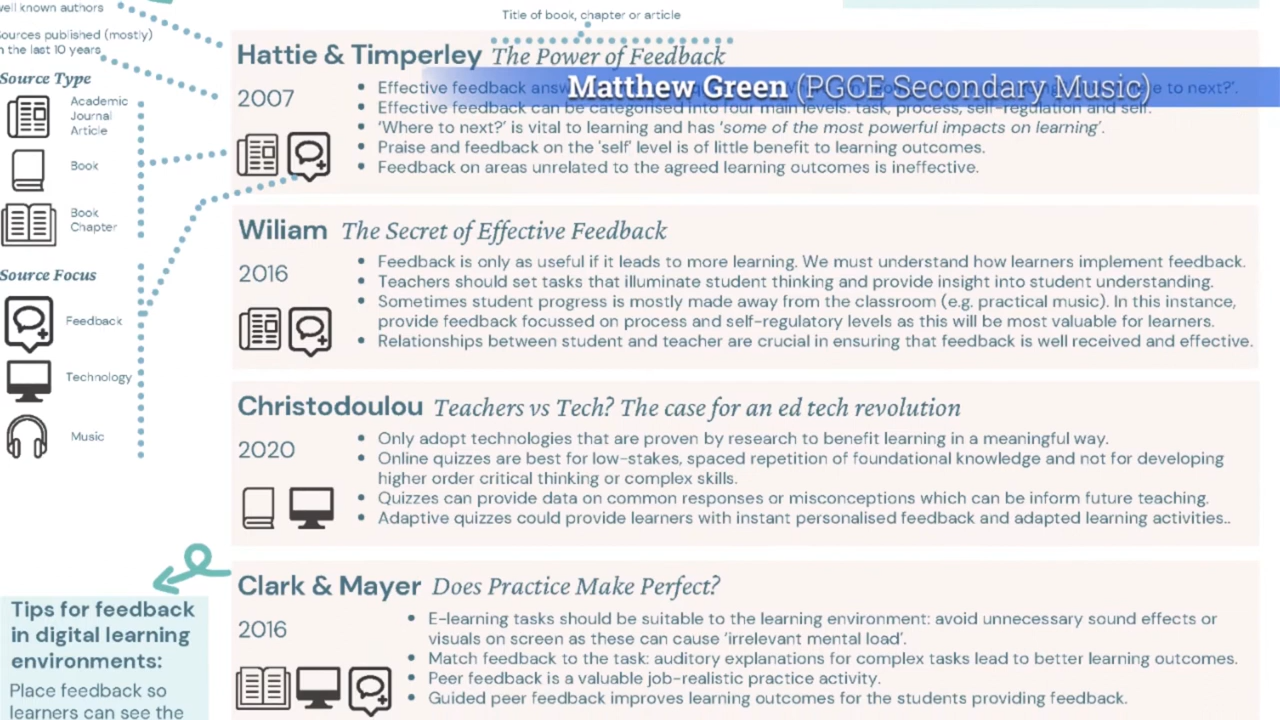 well known authors
Sources published (mostly)
in the last 10 years
Source Type
Academic
Journal
Article
Book
Book
Chapter
Source Focus
Feedback
Technology
Music
Tips for feedback
in digital learning
environments:
Place feedback so
learners can see the
Title of book, chapter or article
Hattie & Timperley The Power of Feedback
Matthew Green (PGCE Secondary Music)
2007
• Effective feedback answ to next?'.
• Effective feedback can be categorised into four main levels: task, process, self-regulation and self.
• 'Where to next?' is vital to learning and has 'some of the most powerful impacts on learning'.
• Praise and feedback on the 'self' level is of little benefit to learning outcomes.
• Feedback on areas unrelated to the agreed learning outcomes is ineffective.
Wiliam The Secret of Effective Feedback
2016
• Feedback is only as useful if it leads to more learning. We must understand how learners implement feedback.
• Teachers should set tasks that illuminate student thinking and provide insight into student understanding.
• Sometimes student progress is mostly made away from the classroom (e.g. practical music). In this instance,
provide feedback focussed on process and self-regulatory levels as this will be most valuable for learners.
• Relationships between student and teacher are crucial in ensuring that feedback is well received and effective.
Christodoulou Teachers vs Tech? The case for an ed tech revolution
2020
• Only adopt technologies that are proven by research to benefit learning in a meaningful way.
• Online quizzes are best for low-stakes, spaced repetition of foundational knowledge and not for developing
higher order critical thinking or complex skills.
• Quizzes can provide data on common responses or misconceptions which can be inform future teaching.
• Adaptive quizzes could provide learners with instant personalised feedback and adapted learning activities..
Clark & Mayer Does Practice Make Perfect?
2016
• E-learning tasks should be suitable to the learning environment: avoid unnecessary sound effects or
visuals on screen as these can cause 'irrelevant mental load'.
• Match feedback to the task: auditory explanations for complex tasks lead to better learning outcomes.
• Peer feedback is a valuable job-realistic practice activity.
• Guided peer feedback improves learning outcomes for the students providing feedback.